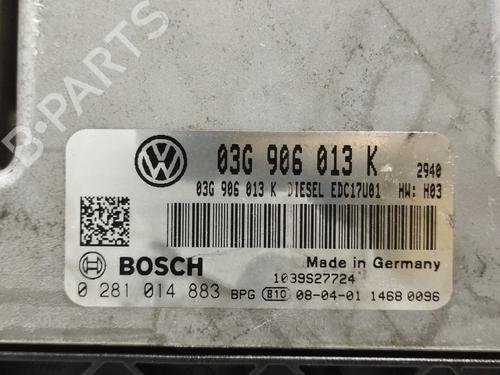 B-PARTS
03G 906 013 K 2940
03G 906 013 K DIESEL EDC17U01 HW: H03
BOSCH
Made in Germany
1039S27724
0 281 014 883 BPG 810 08-04-01 1468 0096